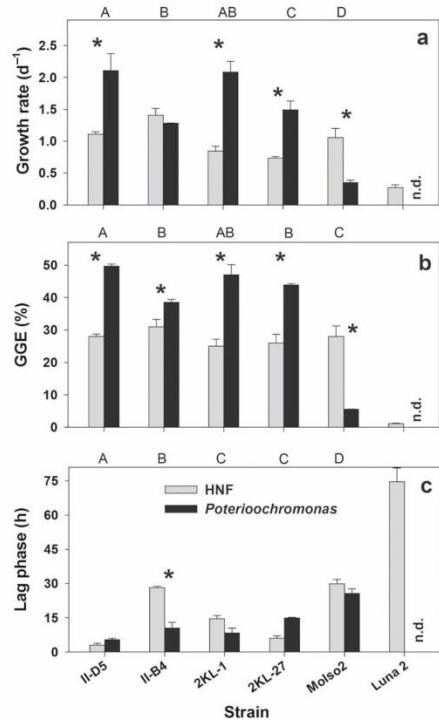 A B AB C D
a
Growth rate (d⁻¹)
2.5
2.0
1.5
1.0
0.5
0.0
* * * *
n.d.
A B AB B C
b
GGE (%)
50
40
30
20
10
0
* * * * *
n.d.
A B C C D
c
Lag phase (h)
75
60
45
30
15
0
HNF
Poterioochromonas
*
n.d.
II-D5 II-B4 2KL-1 2KL-27 Molso2 Luna 2
Strain